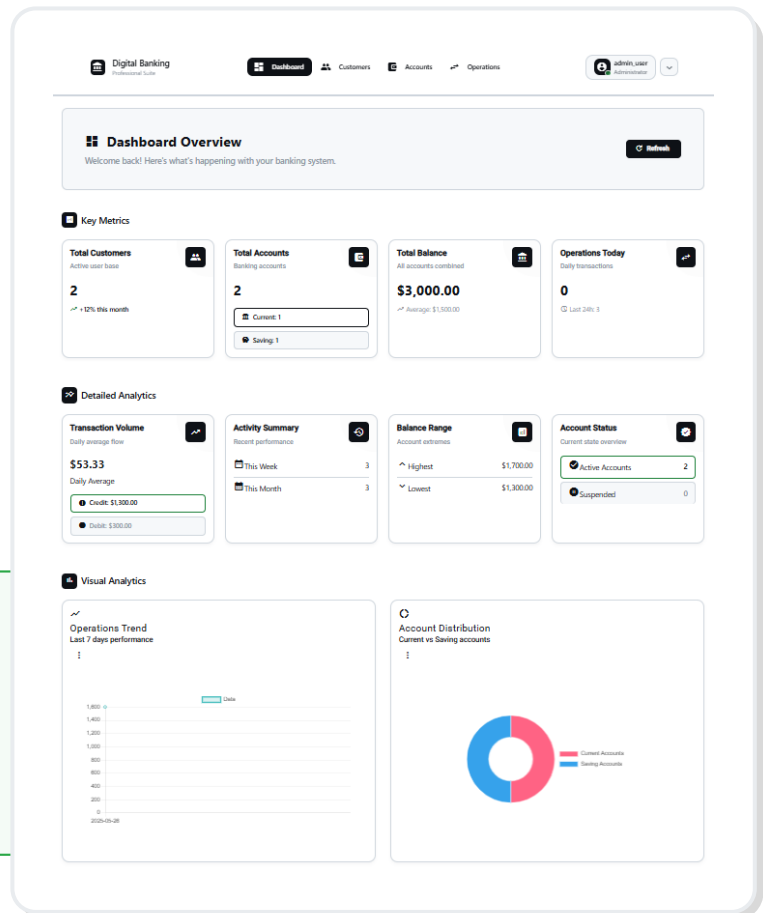 Digital Banking
Professional Suite
Dashboard
Customers
Accounts
Operations
admin_user
Administrator
Dashboard Overview
Welcome back! Here's what's happening with your banking system.
Refresh
Key Metrics
Total Customers
Active user base
2
+12% this month
Total Accounts
Banking accounts
2
Current: 1
Saving: 1
Total Balance
All accounts combined
$3,000.00
Average: $1,500.00
Operations Today
Daily transactions
0
Last 24h: 3
Detailed Analytics
Transaction Volume
Daily average flow
$53.33
Daily Average
Credit: $1,300.00
Debit: $300.00
Activity Summary
Recent performance
This Week 3
This Month 3
Balance Range
Account extremes
Highest $1,700.00
Lowest $1,300.00
Account Status
Current state overview
Active Accounts 2
Suspended 0
Visual Analytics
Operations Trend
Last 7 days performance
Data
1,600
1,400
1,200
1,000
800
600
400
200
0
2025-05-26
Account Distribution
Current vs Saving accounts
Current Accounts
Saving Accounts